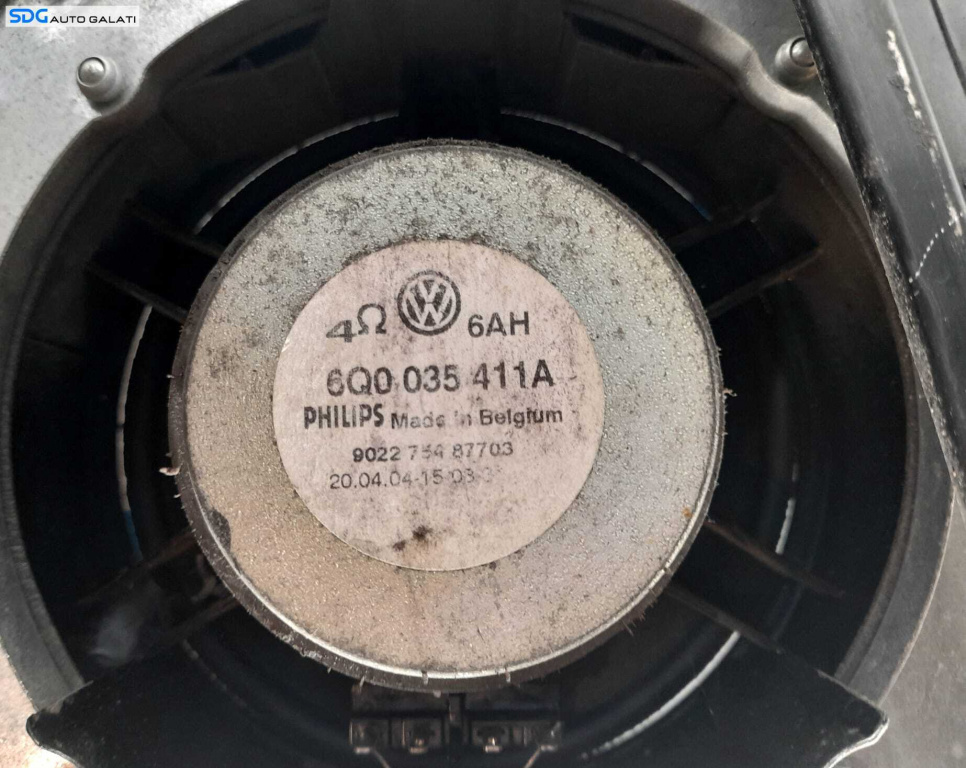 SDG AUTO GALATI
4Ω 6AH
6Q0 035 411A
PHILIPS Made in Belgium
9022 754 87703
20.04.04-15:03